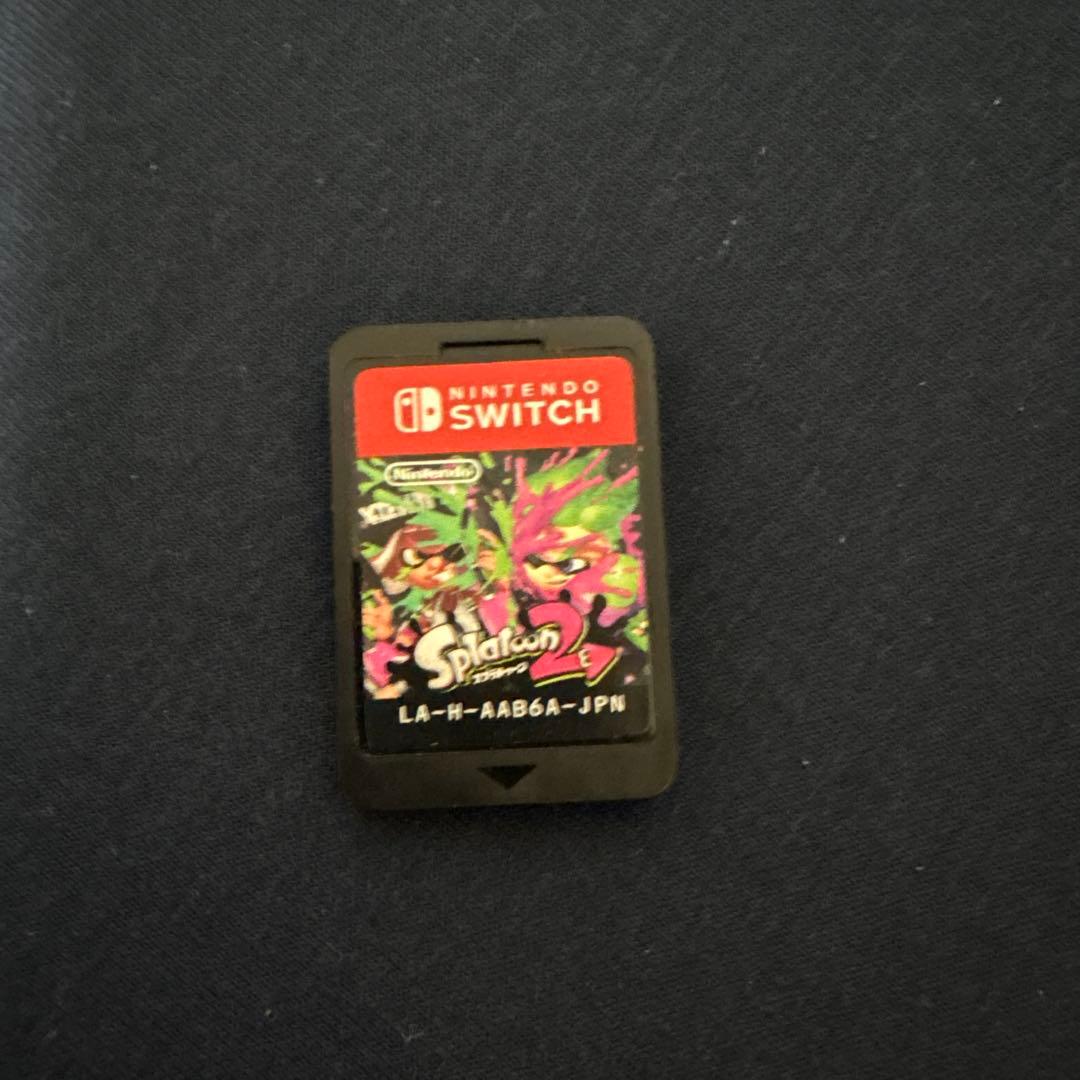 NINTENDO
SWITCH
Nintendo
Splatoon 2
LA-H-AAB6A-JPN